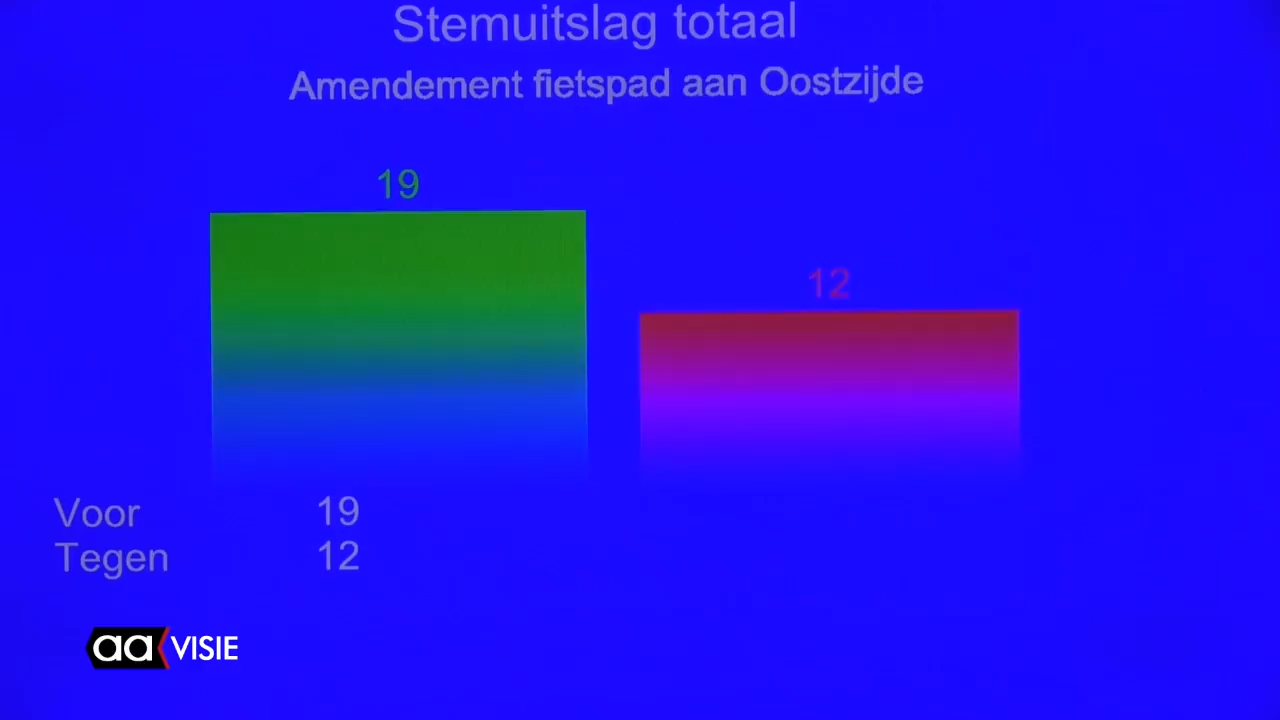 Stemuitslag totaal
Amendement fietspad aan Oostzijde
19
12
Voor 19
Tegen 12
aa VISIE